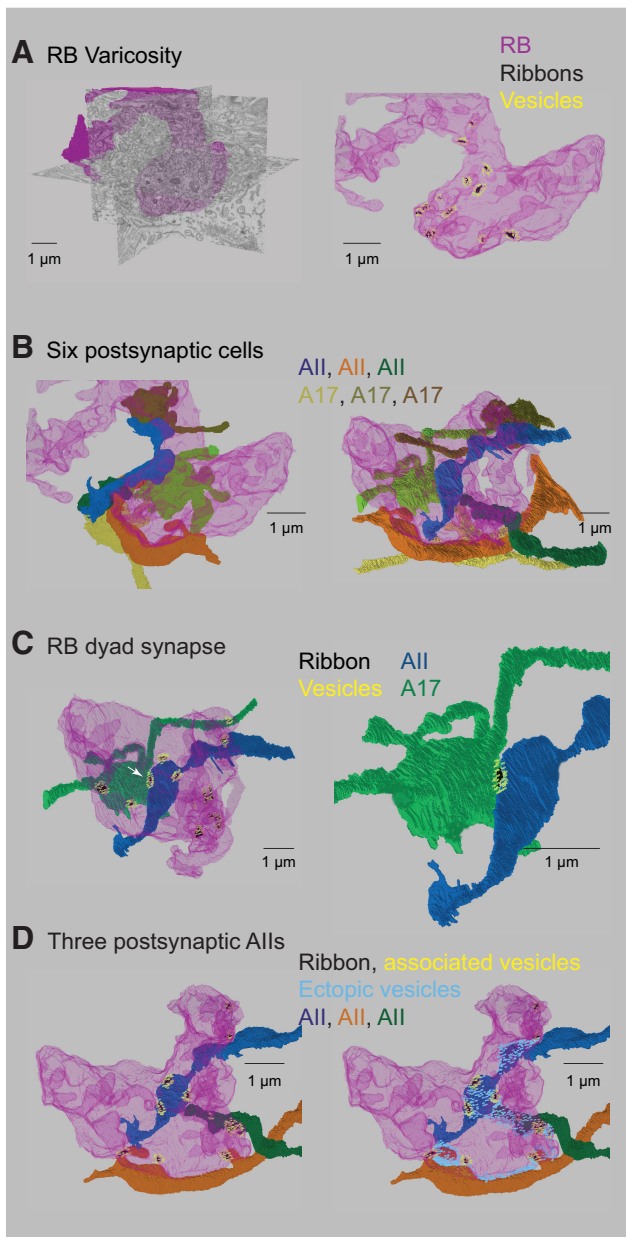 A RB Varicosity
RB
Ribbons
Vesicles
1 µm
1 µm
B Six postsynaptic cells
AII, AII, AII
A17, A17, A17
1 µm
1 µm
C RB dyad synapse
Ribbon AII
Vesicles A17
1 µm
1 µm
D Three postsynaptic AIIs
Ribbon, associated vesicles
Ectopic vesicles
AII, AII, AII
1 µm
1 µm